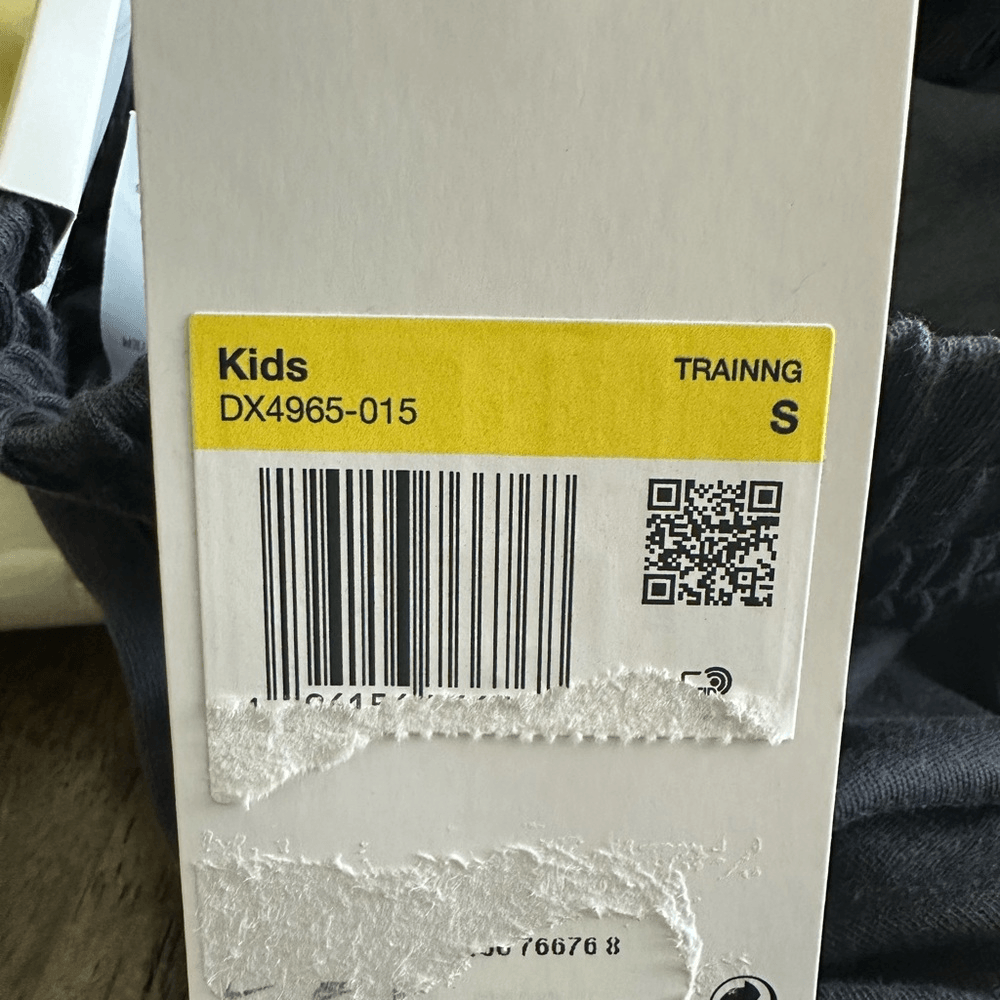 Kids
TRAINNG
DX4965-015
S
76676 8